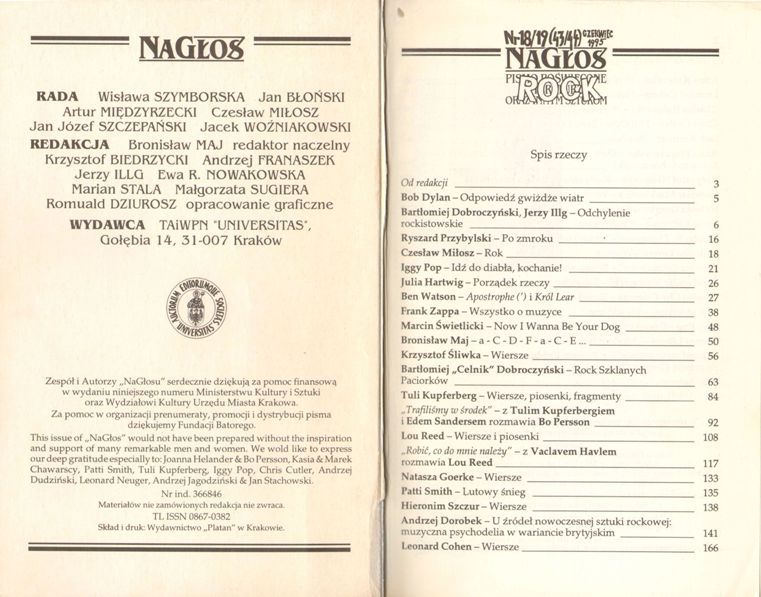 NAGŁOS
RADA Wisława SZYMBORSKA Jan BŁOŃSKI
Artur MIĘDZYRZECKI Czesław MIŁOSZ
Jan Józef SZCZEPAŃSKI Jacek WOŹNIAKOWSKI
REDAKCJA Bronisław MAJ redaktor naczelny
Krzysztof BIEDRZYCKI Andrzej FRANASZEK
Jerzy ILLG Ewa R. NOWAKOWSKA
Marian STALA Małgorzata SUGIERA
Romuald DZIUROSZ opracowanie graficzne
WYDAWCA TAiWPN "UNIVERSITAS",
Gołębia 14, 31-007 Kraków
Zespół i Autorzy „NaGłosu" serdecznie dziękują za pomoc finansową
w wydaniu niniejszego numeru Ministerstwu Kultury i Sztuki
oraz Wydziałowi Kultury Urzędu Miasta Krakowa.
Za pomoc w organizacji prenumeraty, promocji i dystrybucji pisma
dziękujemy Fundacji Batorego.
This issue of „NaGłos" would not have been prepared without the inspiration
and support of many remarkable men and women. We wold like to express
our deep gratitude especially to: Joanna Helander & Bo Persson, Kasia & Marek
Chawarscy, Patti Smith, Tuli Kupferberg, Iggy Pop, Chris Cutler, Andrzej
Dudziński, Leonard Neuger, Andrzej Jagodziński & Jan Stachowski.
Nr ind. 366846
Materiałów nie zamówionych redakcja nie zwraca.
TL ISSN 0867-0382
Skład i druk: Wydawnictwo „Platan" w Krakowie.
Nr 18/19 (43/44) CZERWIEC
1995
NAGŁOS
PISMO POŚWIĘCONE
ROCK
ORAZ INNYM SZTUKOM
Spis rzeczy
Od redakcji 3
Bob Dylan – Odpowiedź gwiżdże wiatr 5
Bartłomiej Dobroczyński, Jerzy Illg – Odchylenie
rockistowskie 6
Ryszard Przybylski – Po zmroku 16
Czesław Miłosz – Rok 18
Iggy Pop – Idź do diabła, kochanie! 21
Julia Hartwig – Porządek rzeczy 26
Ben Watson – Apostrophe (') i Król Lear 27
Frank Zappa – Wszystko o muzyce 38
Marcin Świetlicki – Now I Wanna Be Your Dog 48
Bronisław Maj – a - C - D - F - a - C - E ... 50
Krzysztof Śliwka – Wiersze 56
Bartłomiej „Celnik" Dobroczyński – Rock Szklanych
Paciorków 63
Tuli Kupferberg – Wiersze, piosenki, fragmenty 84
„Trafiliśmy w środek" – z Tulim Kupferbergiem
i Edem Sandersem rozmawia Bo Persson 92
Lou Reed – Wiersze i piosenki 108
„Robić, co do mnie należy" – z Vaclavem Havlem
rozmawia Lou Reed 117
Natasza Goerke – Wiersze 133
Patti Smith – Lutowy śnieg 135
Hieronim Szczur – Wiersze 138
Andrzej Dorobek – U źródeł nowoczesnej sztuki rockowej:
muzyczna psychodelia w wariancie brytyjskim 141
Leonard Cohen – Wiersze 166